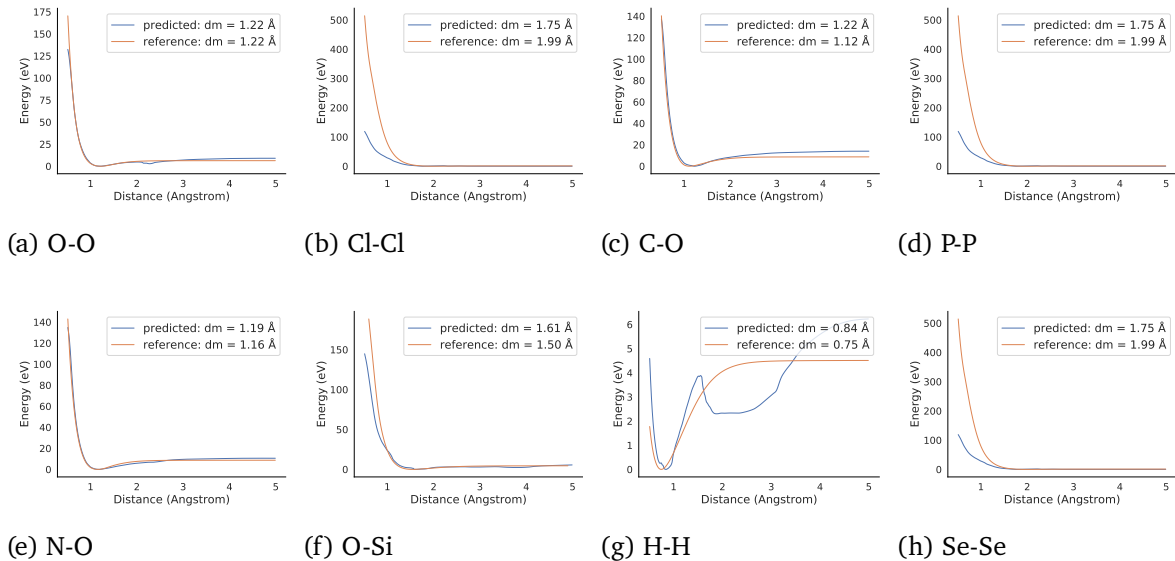 predicted: dm = 1.22 Å
reference: dm = 1.22 Å
Energy (eV)
175
150
125
100
75
50
25
0
1 2 3 4 5
Distance (Angstrom)
(a) O-O
predicted: dm = 1.75 Å
reference: dm = 1.99 Å
Energy (eV)
500
400
300
200
100
0
1 2 3 4 5
Distance (Angstrom)
(b) Cl-Cl
predicted: dm = 1.22 Å
reference: dm = 1.12 Å
Energy (eV)
140
120
100
80
60
40
20
0
1 2 3 4 5
Distance (Angstrom)
(c) C-O
predicted: dm = 1.75 Å
reference: dm = 1.99 Å
Energy (eV)
500
400
300
200
100
0
1 2 3 4 5
Distance (Angstrom)
(d) P-P
predicted: dm = 1.19 Å
reference: dm = 1.16 Å
Energy (eV)
140
120
100
80
60
40
20
0
1 2 3 4 5
Distance (Angstrom)
(e) N-O
predicted: dm = 1.61 Å
reference: dm = 1.50 Å
Energy (eV)
150
100
50
0
1 2 3 4 5
Distance (Angstrom)
(f) O-Si
predicted: dm = 0.84 Å
reference: dm = 0.75 Å
Energy (eV)
6
5
4
3
2
1
0
1 2 3 4 5
Distance (Angstrom)
(g) H-H
predicted: dm = 1.75 Å
reference: dm = 1.99 Å
Energy (eV)
500
400
300
200
100
0
1 2 3 4 5
Distance (Angstrom)
(h) Se-Se